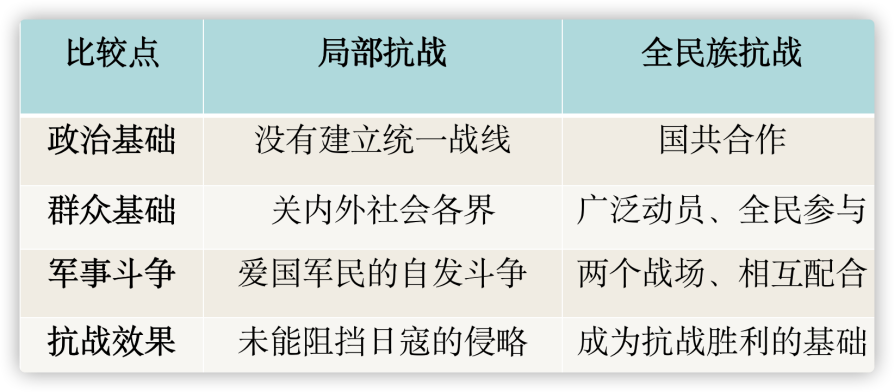 比较点 局部抗战 全民族抗战
政治基础 没有建立统一战线 国共合作
群众基础 关内外社会各界 广泛动员、全民参与
军事斗争 爱国军民的自发斗争 两个战场、相互配合
抗战效果 未能阻挡日寇的侵略 成为抗战胜利的基础